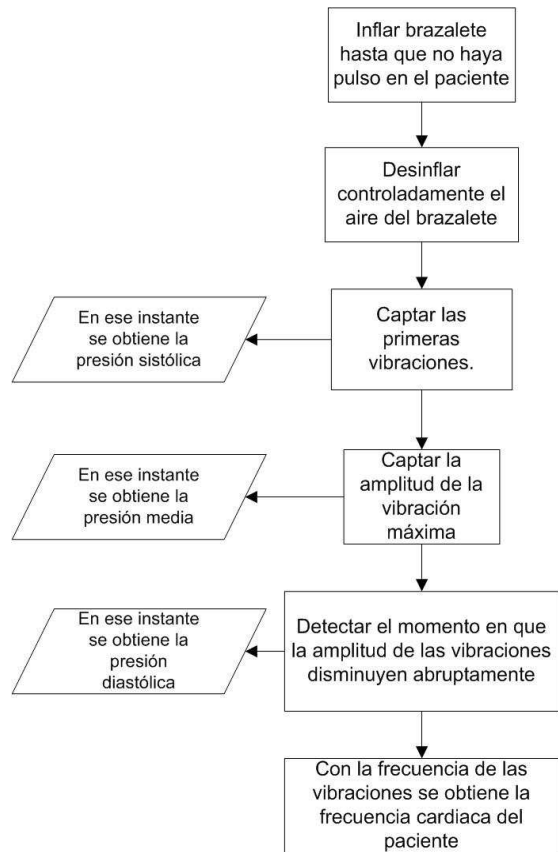 Inflar brazalete
hasta que no haya
pulso en el paciente
Desinflar
controladamente el
aire del brazalete
Captar las
primeras
vibraciones.
En ese instante
se obtiene la
presión sistólica
Captar la
amplitud de la
vibración
máxima
En ese instante
se obtiene la
presión media
Detectar el momento en que
la amplitud de las vibraciones
disminuyen abruptamente
En ese instante
se obtiene la
presión
diastólica
Con la frecuencia de las
vibraciones se obtiene la
frecuencia cardiaca del
paciente